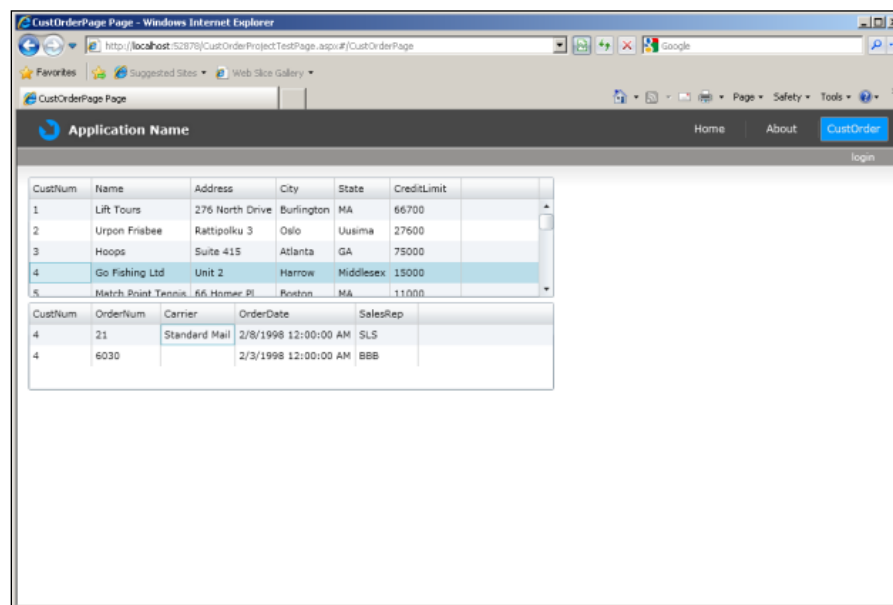 CustOrderPage Page - Windows Internet Explorer
http://localhost:52878/CustOrderProjectTestPage.aspx#/CustOrderPage
Google
Favorites Suggested Sites Web Slice Gallery
CustOrderPage Page
Page Safety Tools
Application Name
Home About CustOrder
login
CustNum Name Address City State CreditLimit
1 Lift Tours 276 North Drive Burlington MA 66700
2 Urpon Frisbee Rattipolku 3 Oslo Uusima 27600
3 Hoops Suite 415 Atlanta GA 75000
4 Go Fishing Ltd Unit 2 Harrow Middlesex 15000
5 Match Point Tennis 66 Homer Pl Boston MA 11000
CustNum OrderNum Carrier OrderDate SalesRep
4 21 Standard Mail 2/8/1998 12:00:00 AM SLS
4 6030 2/3/1998 12:00:00 AM BBB